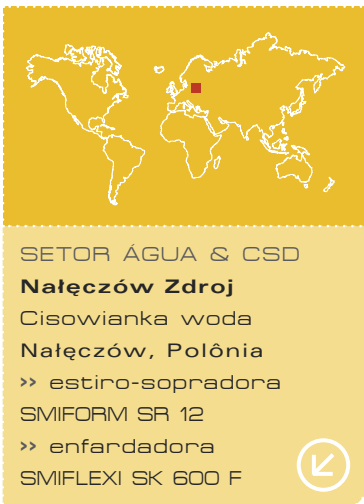 SETOR ÁGUA & CSD
Nałęczów Zdroj
Cisowianka woda
Nałęczów, Polônia
>> estiro-sopradora
SMIFORM SR 12
>> enfardadora
SMIFLEXI SK 600 F